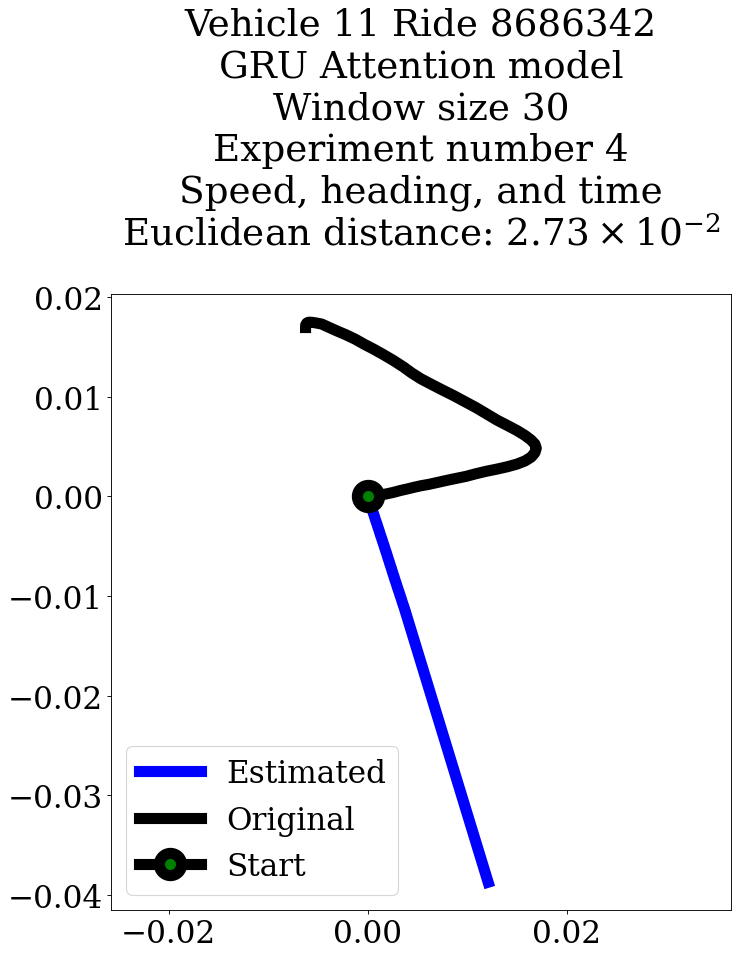 Vehicle 11 Ride 8686342
GRU Attention model
Window size 30
Experiment number 4
Speed, heading, and time
Euclidean distance: 2.73 × 10⁻²
0.02
0.01
0.00
−0.01
−0.02
−0.03
−0.04
Estimated
Original
Start
−0.02 0.00 0.02